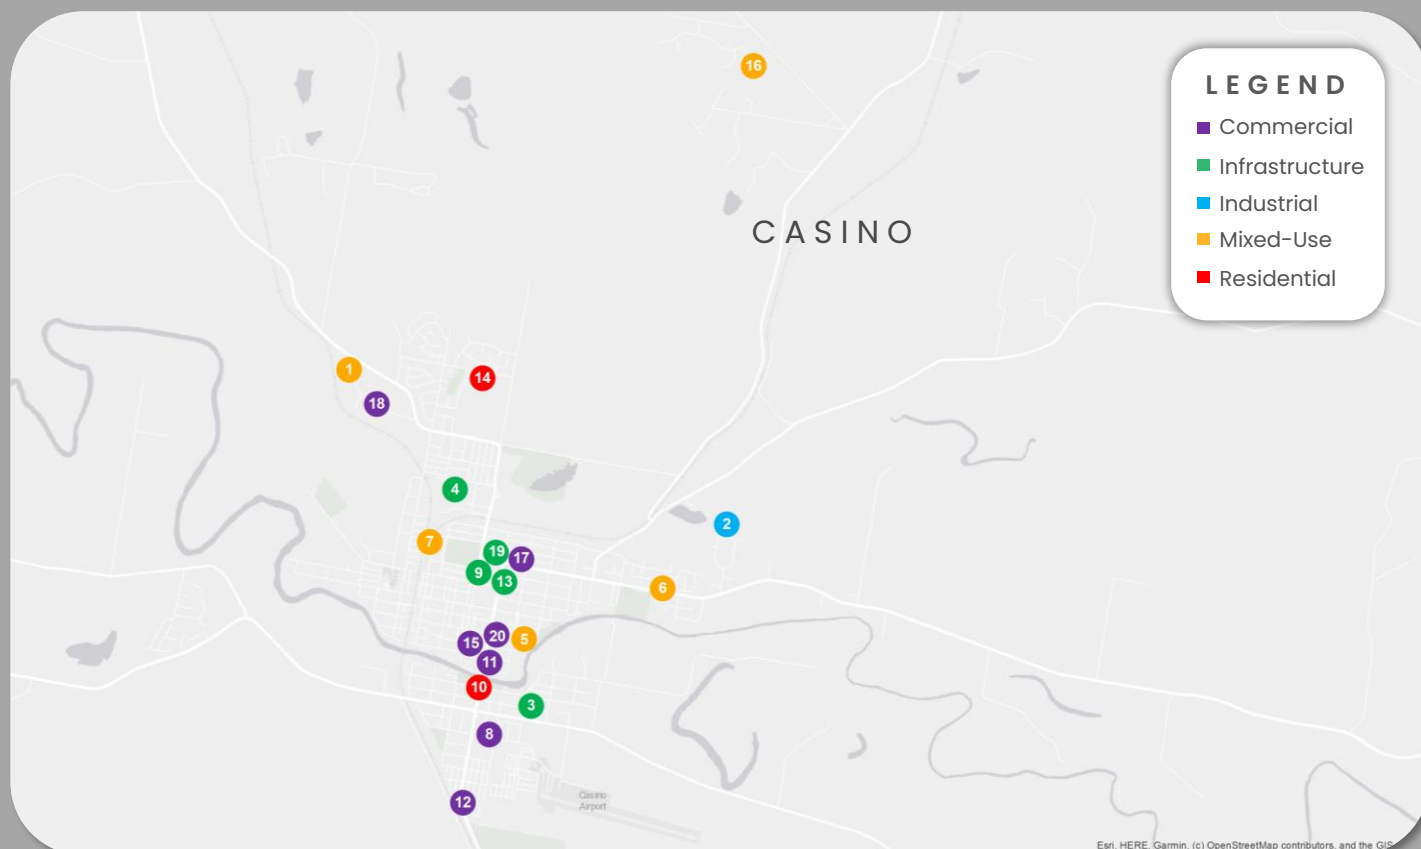 16
LEGEND
Commercial
Infrastructure
Industrial
Mixed-Use
Residential
CASINO
1
14
18
4
2
7
19
17
9
13
6
20
5
15
11
10
3
8
12
Casino
Airport
Esri, HERE, Garmin, (c) OpenStreetMap contributors, and the GIS